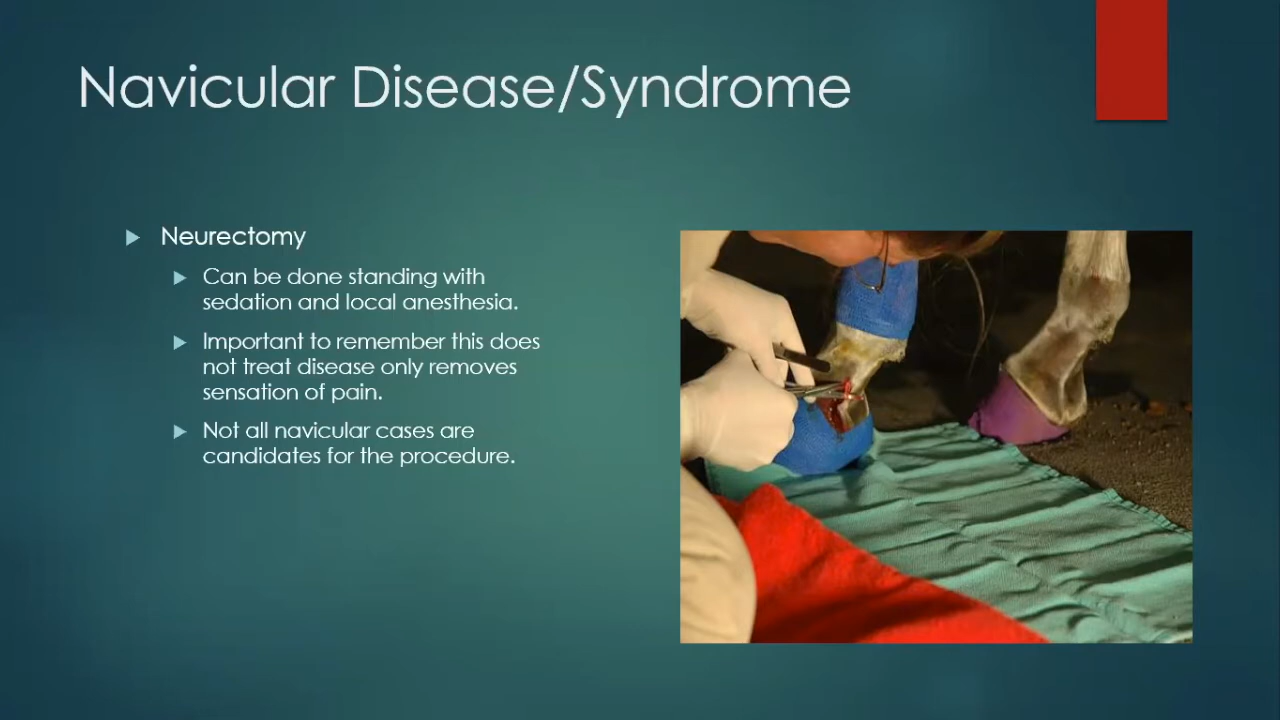 Navicular Disease/Syndrome
Neurectomy
Can be done standing with
sedation and local anesthesia.
Important to remember this does
not treat disease only removes
sensation of pain.
Not all navicular cases are
candidates for the procedure.